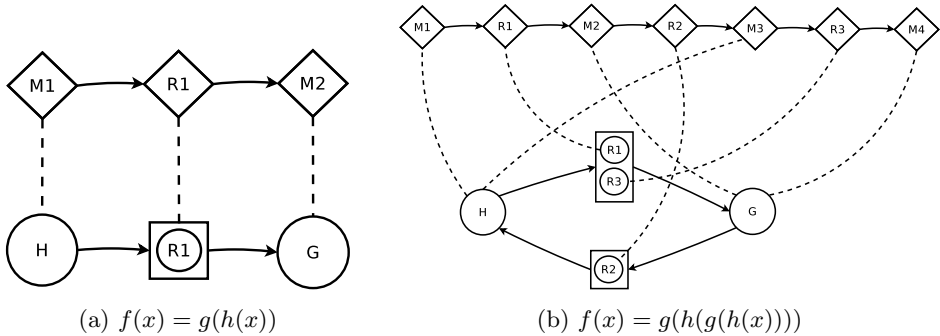 M1 R1 M2
H R1 G
(a) f(x) = g(h(x))
M1 R1 M2 R2 M3 R3 M4
R1
R3
H G
R2
(b) f(x) = g(h(g(h(x))))